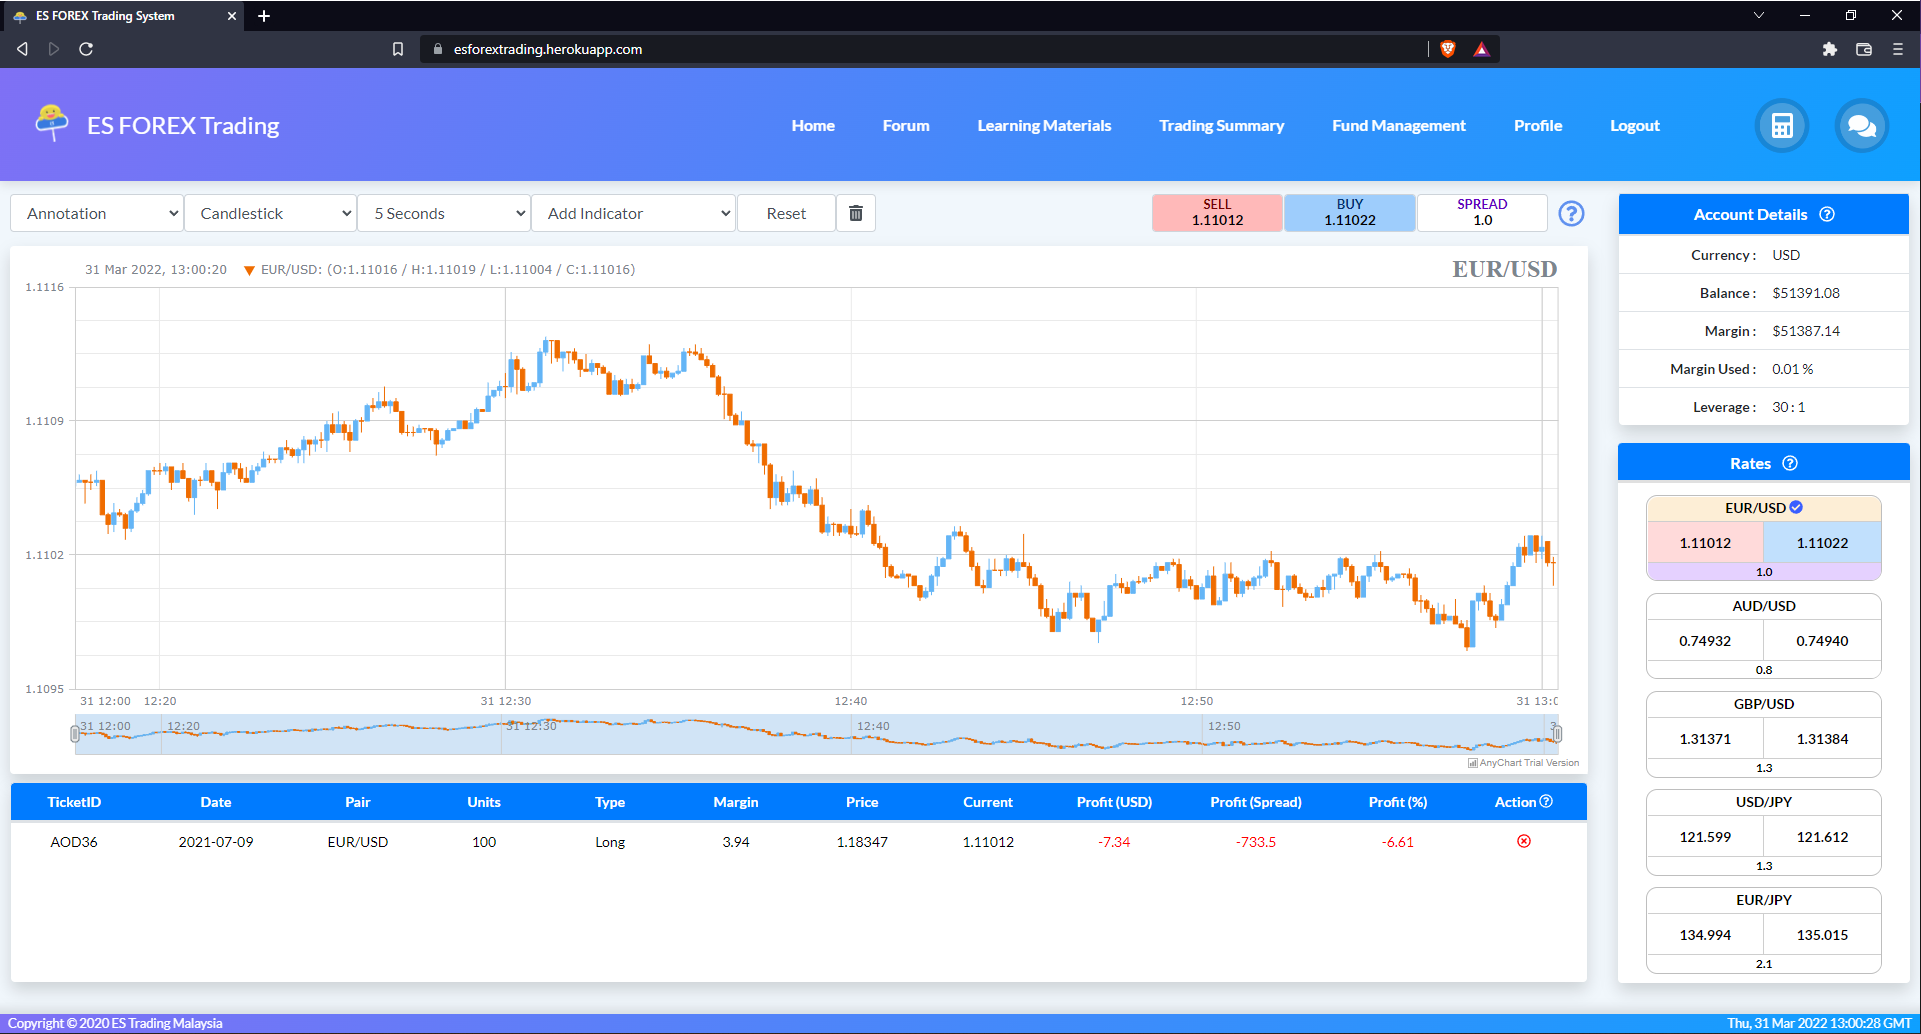 ES FOREX Trading System
esforextrading.herokuapp.com
ES FOREX Trading
Home Forum Learning Materials Trading Summary Fund Management Profile Logout
Annotation Candlestick 5 Seconds Add Indicator Reset
SELL
1.11012
BUY
1.11022
SPREAD
1.0
31 Mar 2022, 13:00:20 EUR/USD: (O:1.11016 / H:1.11019 / L:1.11004 / C:1.11016)
EUR/USD
1.1116
1.1109
1.1102
1.1095
31 12:00 12:20 31 12:30 12:40 12:50 31 13:0
31 12:00 12:20 31 12:30 12:40 12:50 3
AnyChart Trial Version
TicketID Date Pair Units Type Margin Price Current Profit (USD) Profit (Spread) Profit (%) Action
AOD36 2021-07-09 EUR/USD 100 Long 3.94 1.18347 1.11012 -7.34 -733.5 -6.61
Account Details
Currency : USD
Balance : $51391.08
Margin : $51387.14
Margin Used : 0.01 %
Leverage : 30 : 1
Rates
EUR/USD
1.11012 1.11022
1.0
AUD/USD
0.74932 0.74940
0.8
GBP/USD
1.31371 1.31384
1.3
USD/JPY
121.599 121.612
1.3
EUR/JPY
134.994 135.015
2.1
Copyright © 2020 ES Trading Malaysia
Thu, 31 Mar 2022 13:00:28 GMT